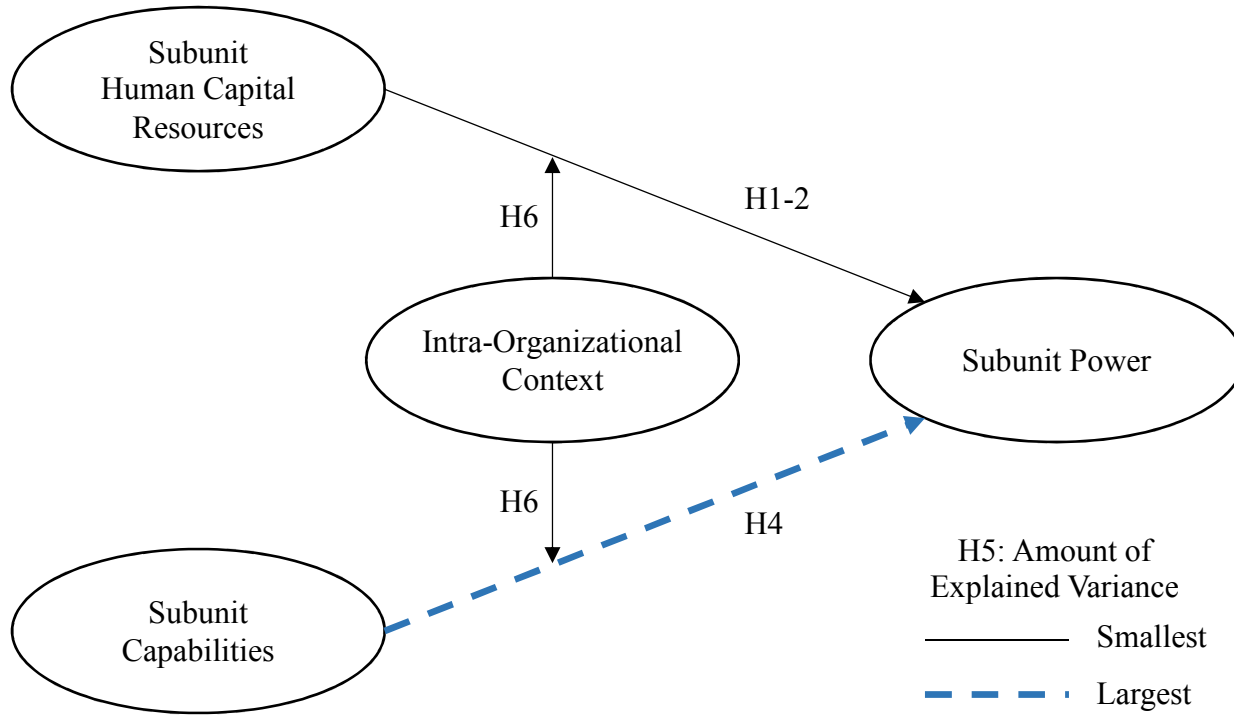 Subunit
Human Capital
Resources
H1-2
H6
Intra-Organizational
Context
Subunit Power
H6
H4
Subunit
Capabilities
H5: Amount of
Explained Variance
Smallest
Largest